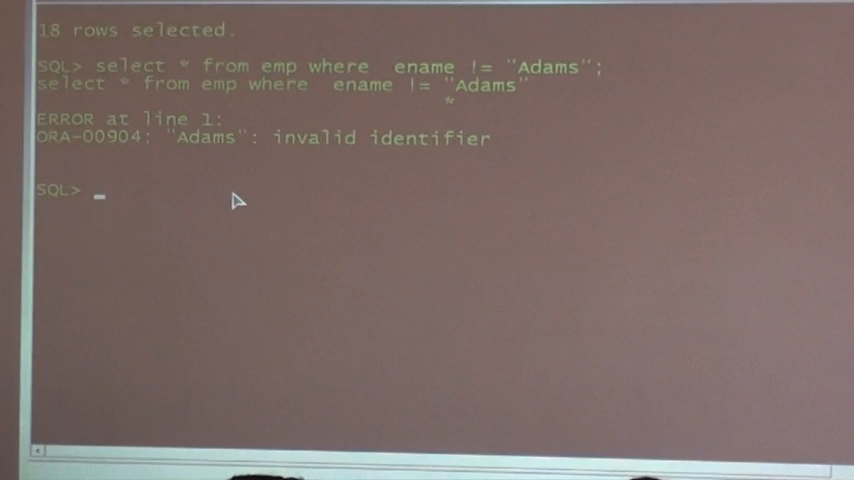 18 rows selected.
SQL> select * from emp where  ename != "Adams";
select * from emp where  ename != "Adams"
*
ERROR at line 1:
ORA-00904: "Adams": invalid identifier
SQL> _